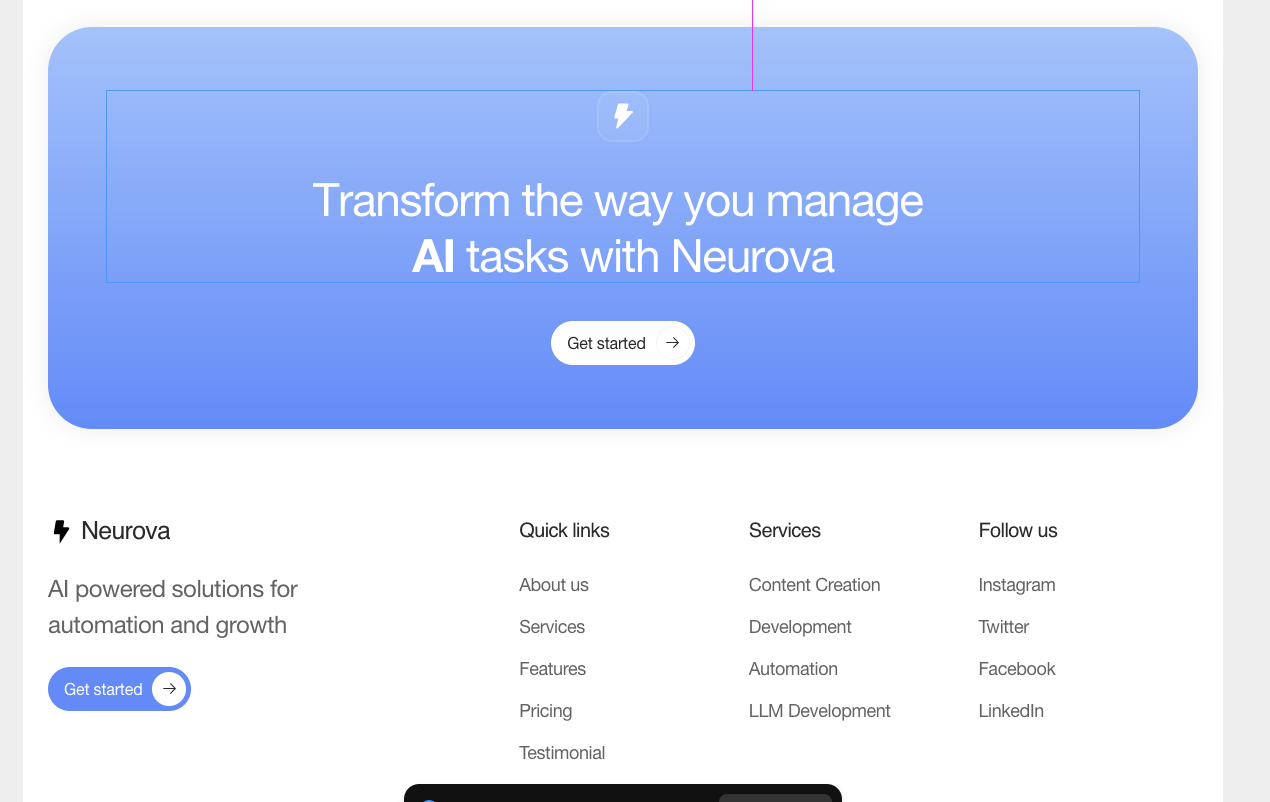 Transform the way you manage
AI tasks with Neurova
Get started
Neurova
AI powered solutions for
automation and growth
Get started
Quick links
About us
Services
Features
Pricing
Testimonial
Services
Content Creation
Development
Automation
LLM Development
Follow us
Instagram
Twitter
Facebook
LinkedIn